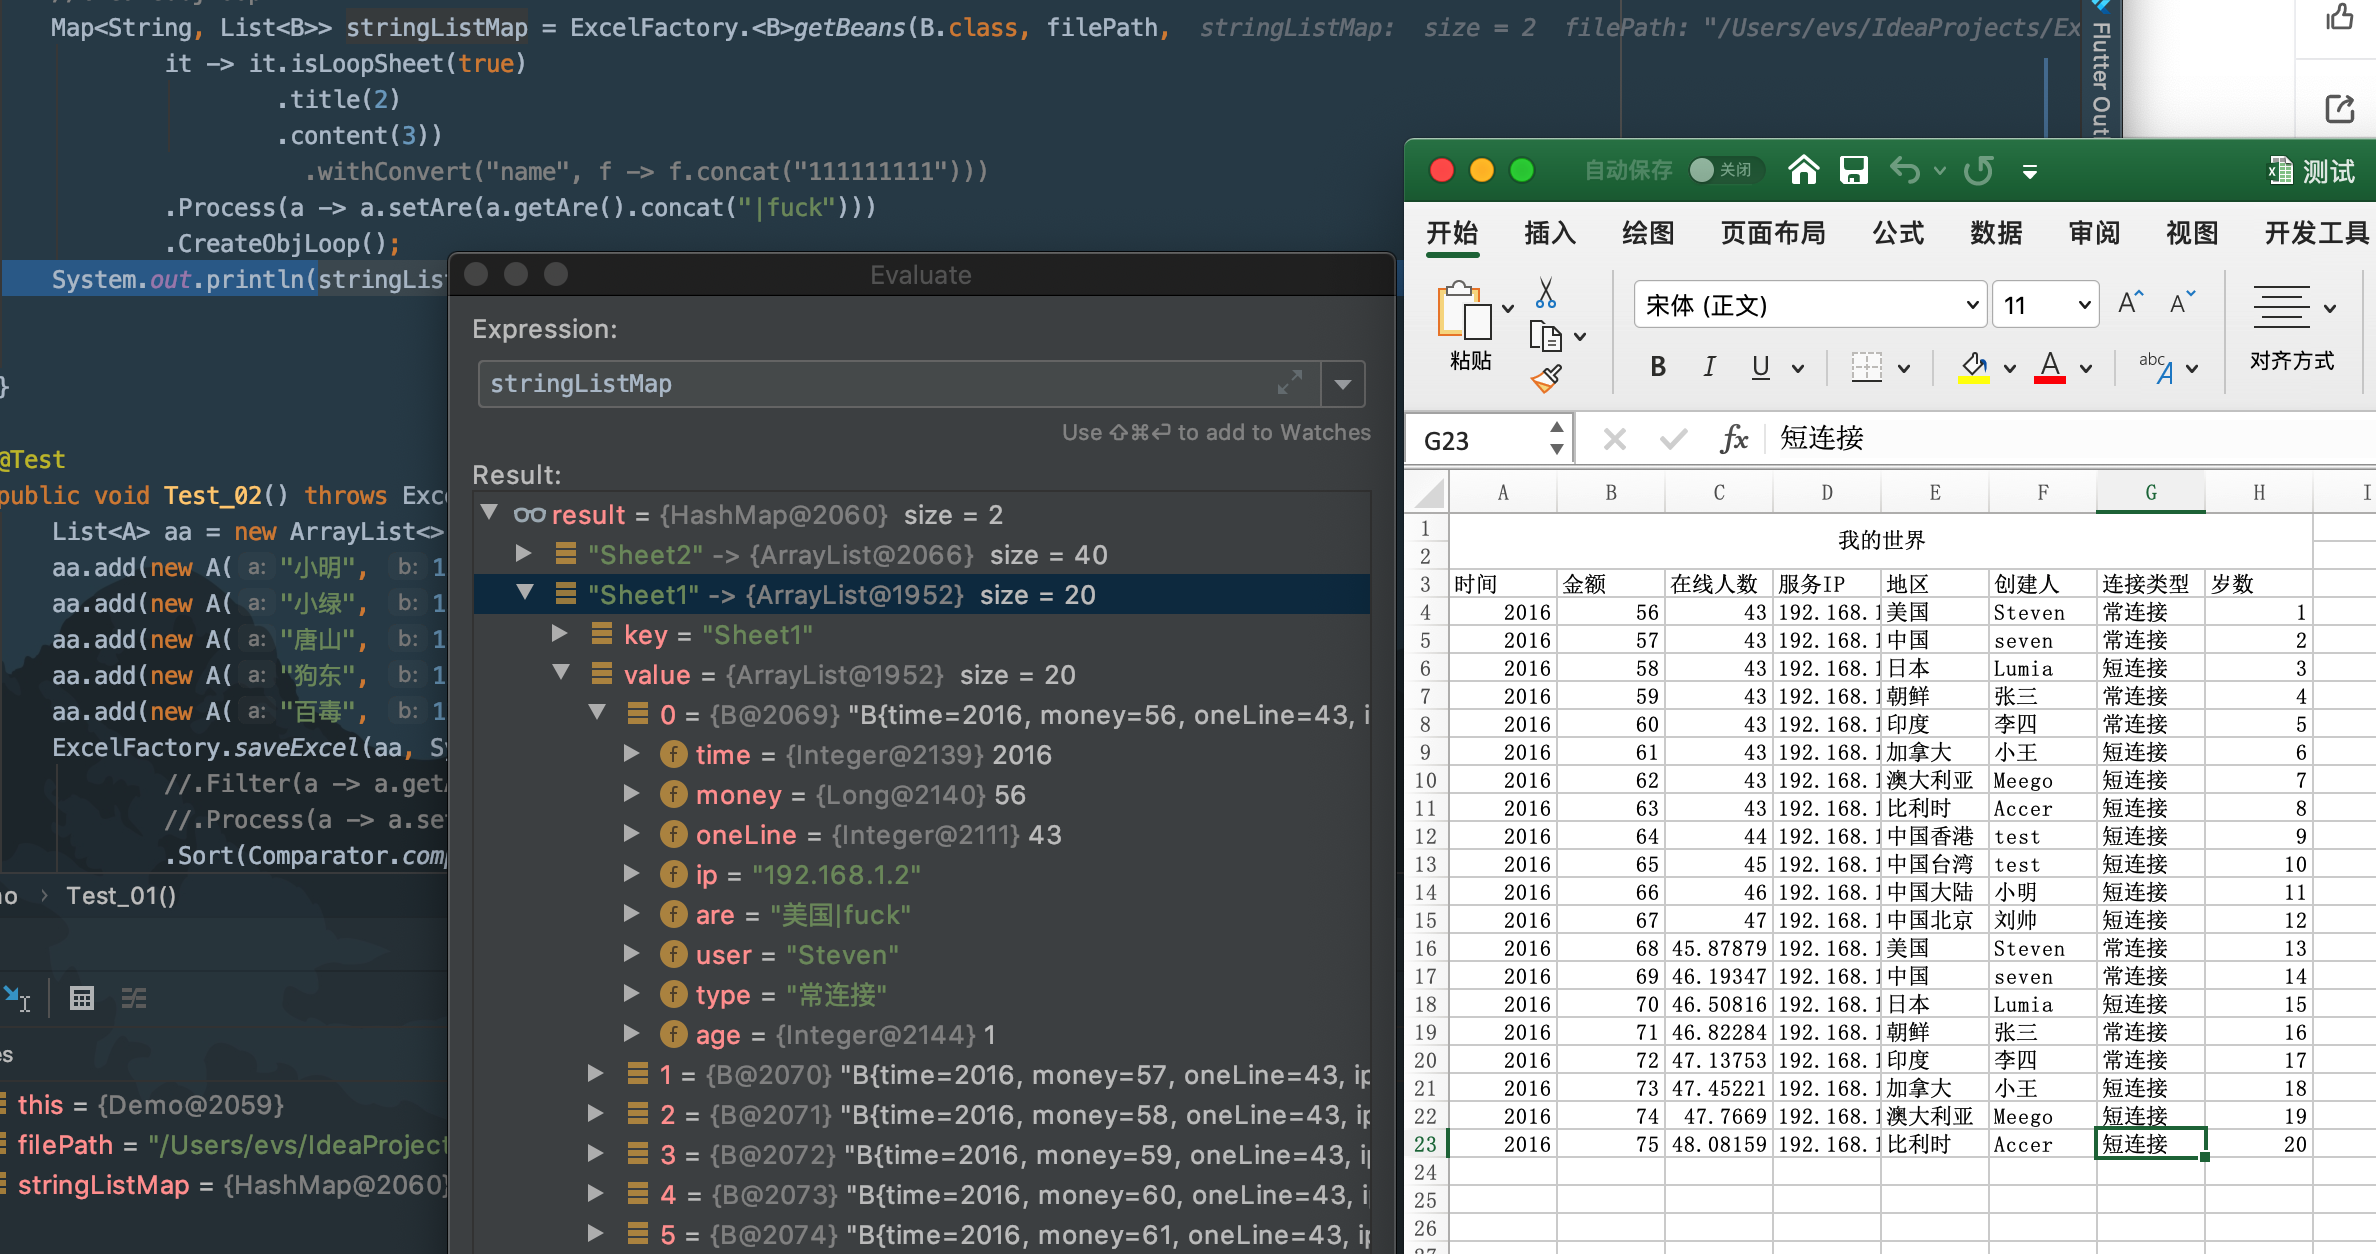 Map<String, List<B>> stringListMap = ExcelFactory.<B>getBeans(B.class, filePath, stringListMap: size = 2 filePath: "/Users/evs/IdeaProjects/Ex
it -> it.isLoopSheet(true)
.title(2)
.content(3))
.withConvert("name", f -> f.concat("111111111")))
.Process(a -> a.setAre(a.getAre().concat("|fuck")))
.CreateObjLoop();
System.out.println(stringLis
}
@Test
public void Test_02() throws Exc
List<A> aa = new ArrayList<>
aa.add(new A( a: "小明", b: 1
aa.add(new A( a: "小绿", b: 1
aa.add(new A( a: "唐山", b: 1
aa.add(new A( a: "狗东", b: 1
aa.add(new A( a: "百毒", b: 1
ExcelFactory.saveExcel(aa, Sy
//.Filter(a -> a.get
//.Process(a -> a.se
.Sort(Comparator.com
Test_01()
this = {Demo@2059}
filePath = "/Users/evs/IdeaProject
stringListMap = {HashMap@2060}
Flutter Out
Evaluate
Expression:
stringListMap
Use ⇧⌘⏎ to add to Watches
Result:
result = {HashMap@2060} size = 2
"Sheet2" -> {ArrayList@2066} size = 40
"Sheet1" -> {ArrayList@1952} size = 20
key = "Sheet1"
value = {ArrayList@1952} size = 20
0 = {B@2069} "B{time=2016, money=56, oneLine=43, i
f time = {Integer@2139} 2016
f money = {Long@2140} 56
f oneLine = {Integer@2111} 43
f ip = "192.168.1.2"
f are = "美国|fuck"
f user = "Steven"
f type = "常连接"
f age = {Integer@2144} 1
1 = {B@2070} "B{time=2016, money=57, oneLine=43, ip
2 = {B@2071} "B{time=2016, money=58, oneLine=43, ip
3 = {B@2072} "B{time=2016, money=59, oneLine=43, ip
4 = {B@2073} "B{time=2016, money=60, oneLine=43, i
5 = {B@2074} "B{time=2016, money=61, oneLine=43, ip
自动保存 关闭 测试
开始 插入 绘图 页面布局 公式 数据 审阅 视图 开发工具
粘贴 宋体 (正文) 11 A A
B I U A abc A 对齐方式
G23 fx 短连接
A B C D E F G H I
1 我的世界
2
3 时间 金额 在线人数 服务IP 地区 创建人 连接类型 岁数
4 2016 56 43 192.168.1 美国 Steven 常连接 1
5 2016 57 43 192.168.1 中国 seven 常连接 2
6 2016 58 43 192.168.1 日本 Lumia 短连接 3
7 2016 59 43 192.168.1 朝鲜 张三 常连接 4
8 2016 60 43 192.168.1 印度 李四 常连接 5
9 2016 61 43 192.168.1 加拿大 小王 短连接 6
10 2016 62 43 192.168.1 澳大利亚 Meego 短连接 7
11 2016 63 43 192.168.1 比利时 Accer 短连接 8
12 2016 64 44 192.168.1 中国香港 test 短连接 9
13 2016 65 45 192.168.1 中国台湾 test 短连接 10
14 2016 66 46 192.168.1 中国大陆 小明 短连接 11
15 2016 67 47 192.168.1 中国北京 刘帅 短连接 12
16 2016 68 45.87879 192.168.1 美国 Steven 常连接 13
17 2016 69 46.19347 192.168.1 中国 seven 常连接 14
18 2016 70 46.50816 192.168.1 日本 Lumia 短连接 15
19 2016 71 46.82284 192.168.1 朝鲜 张三 常连接 16
20 2016 72 47.13753 192.168.1 印度 李四 常连接 17
21 2016 73 47.45221 192.168.1 加拿大 小王 短连接 18
22 2016 74 47.7669 192.168.1 澳大利亚 Meego 短连接 19
23 2016 75 48.08159 192.168.1 比利时 Accer 短连接 20
24
25
26